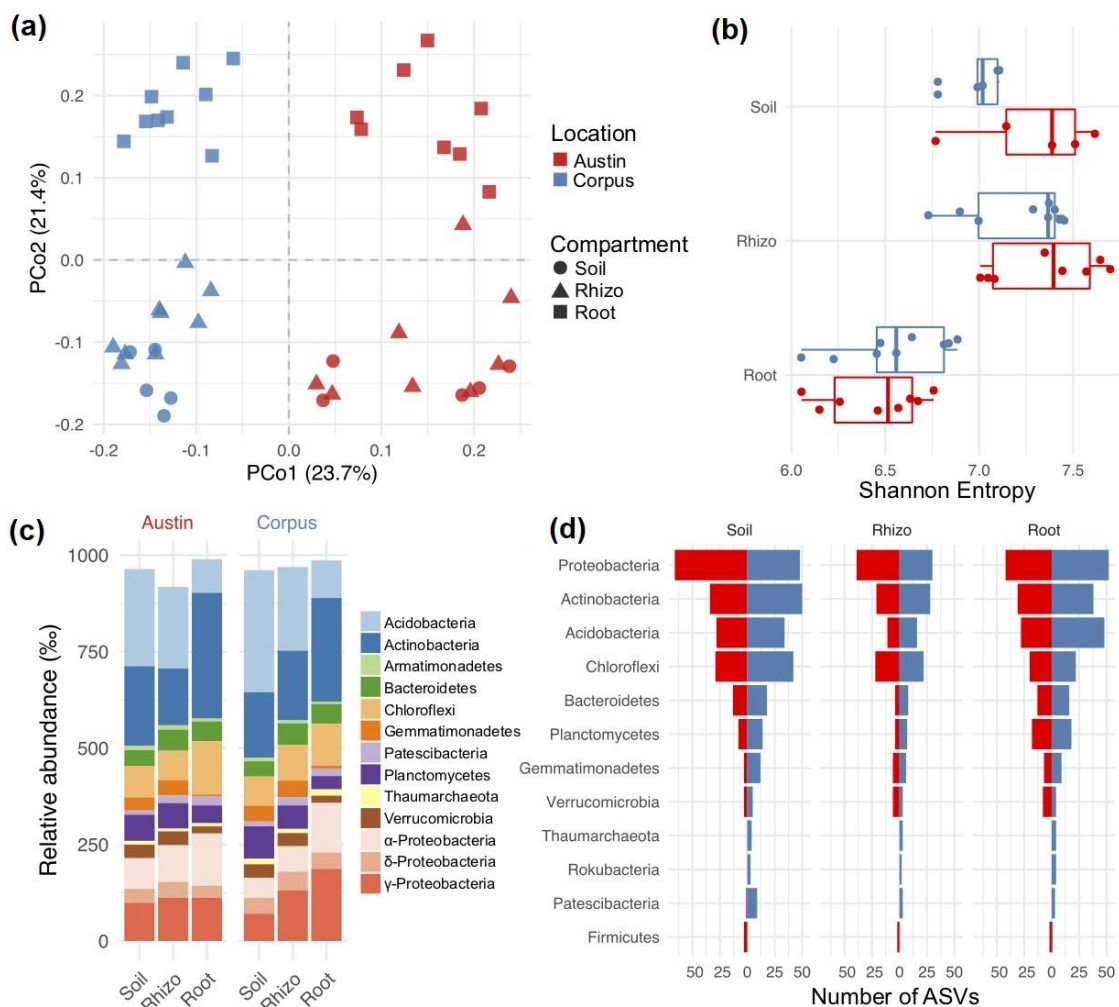 (a)
PCo2 (21.4%)
0.2
0.1
0.0
-0.1
-0.2
-0.2 -0.1 0.0 0.1 0.2
PCo1 (23.7%)
Location
Austin
Corpus
Compartment
Soil
Rhizo
Root
(b)
Soil
Rhizo
Root
6.0 6.5 7.0 7.5
Shannon Entropy
(c)
Austin Corpus
Relative abundance (‰)
1000
750
500
250
0
Soil Rhizo Root Soil Rhizo Root
Acidobacteria
Actinobacteria
Armatimonadetes
Bacteroidetes
Chloroflexi
Gemmatimonadetes
Patescibacteria
Planctomycetes
Thaumarchaeota
Verrucomicrobia
α-Proteobacteria
δ-Proteobacteria
γ-Proteobacteria
(d)
Soil Rhizo Root
Proteobacteria
Actinobacteria
Acidobacteria
Chloroflexi
Bacteroidetes
Planctomycetes
Gemmatimonadetes
Verrucomicrobia
Thaumarchaeota
Rokubacteria
Patescibacteria
Firmicutes
50 25 0 25 50 50 25 0 25 50 50 25 0 25 50
Number of ASVs